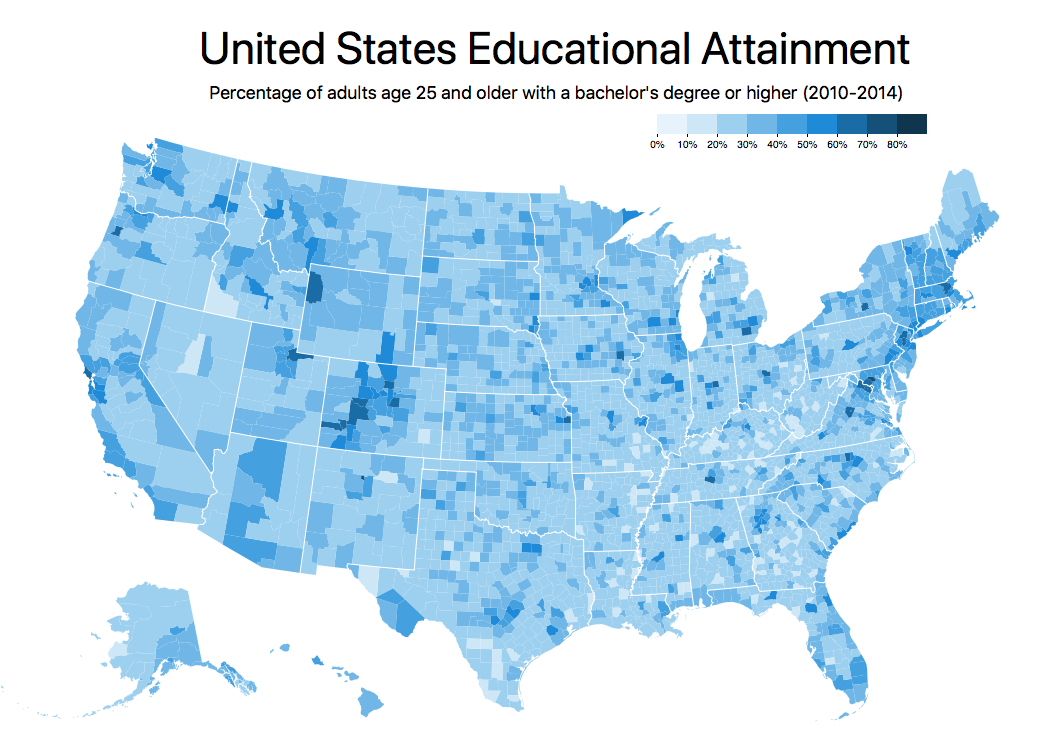 United States Educational Attainment
Percentage of adults age 25 and older with a bachelor's degree or higher (2010-2014)
0% 10% 20% 30% 40% 50% 60% 70% 80%